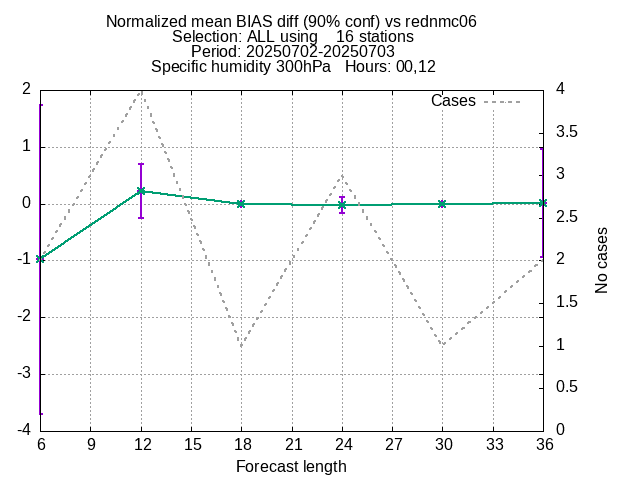 Normalized mean BIAS diff (90% conf) vs rednmc06
Selection: ALL using    16 stations
Period: 20250702-20250703
Specific humidity 300hPa   Hours: 00,12
Cases
2
1
0
-1
-2
-3
-4
4
3.5
3
2.5
2
1.5
1
0.5
0
No cases
6 9 12 15 18 21 24 27 30 33 36
Forecast length